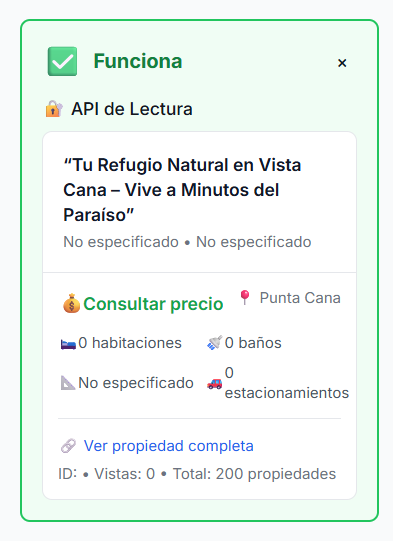 Funciona ×
API de Lectura
“Tu Refugio Natural en Vista
Cana – Vive a Minutos del
Paraíso”
No especificado • No especificado
Consultar precio
Punta Cana
0 habitaciones
0 baños
No especificado
0
estacionamientos
Ver propiedad completa
ID: • Vistas: 0 • Total: 200 propiedades